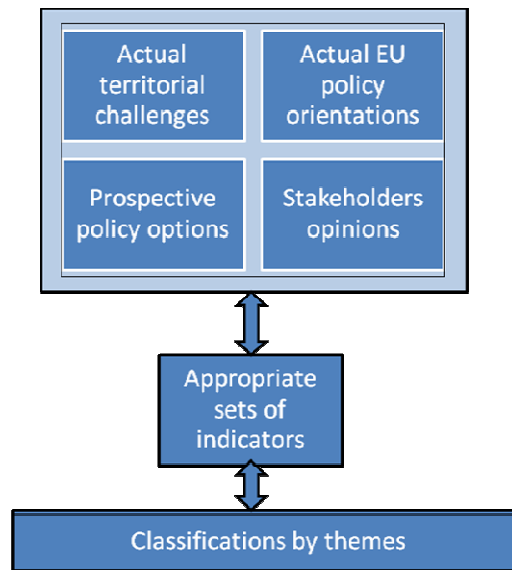 Actual
territorial
challenges
Actual EU
policy
orientations
Prospective
policy options
Stakeholders
opinions
Appropriate
sets of
indicators
Classifications by themes